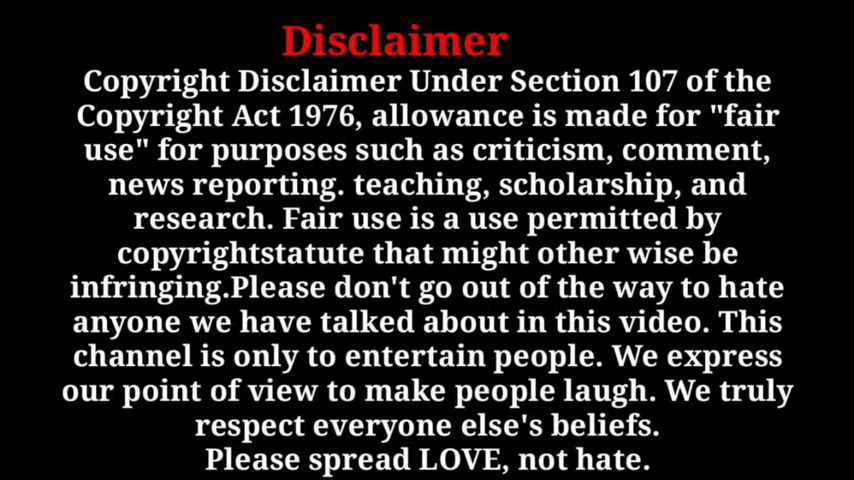 Disclaimer
Copyright Disclaimer Under Section 107 of the
Copyright Act 1976, allowance is made for "fair
use" for purposes such as criticism, comment,
news reporting. teaching, scholarship, and
research. Fair use is a use permitted by
copyrightstatute that might other wise be
infringing.Please don't go out of the way to hate
anyone we have talked about in this video. This
channel is only to entertain people. We express
our point of view to make people laugh. We truly
respect everyone else's beliefs.
Please spread LOVE, not hate.